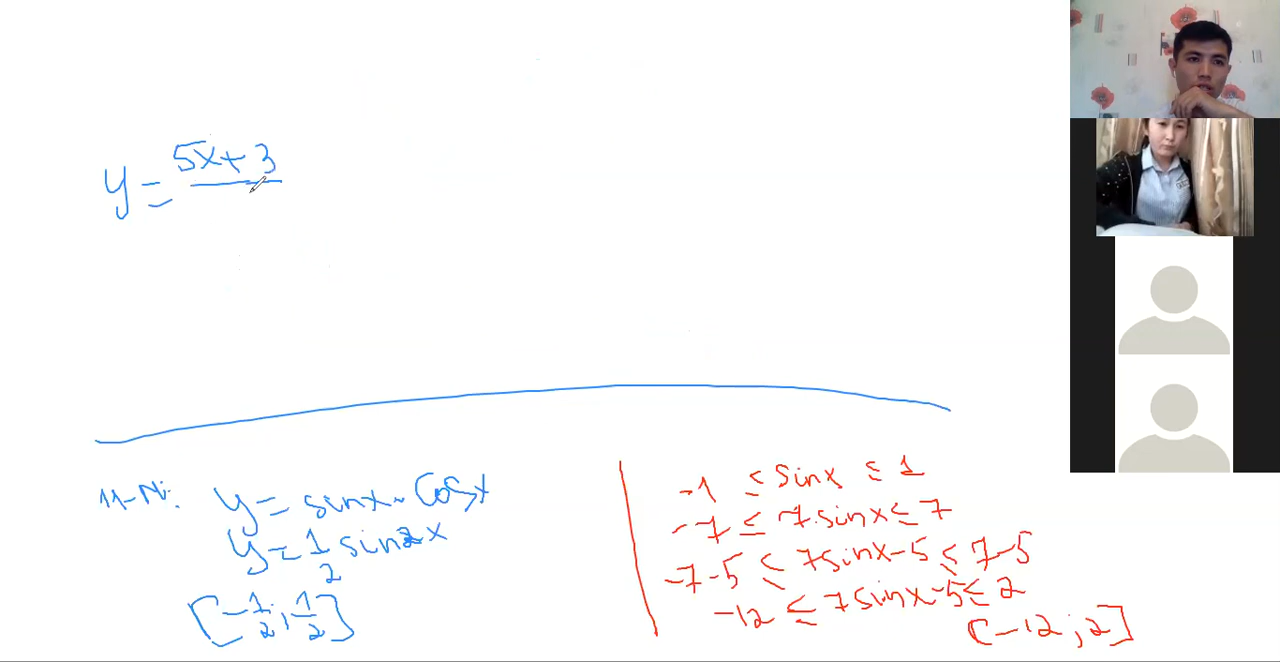 y = 5x+3
11-Ni: y = sinx · Cosx
y = 1/2 sin2x
[-1/2 ; 1/2]
-1 ≤ sinx ≤ 1
-7 ≤ 7·sinx ≤ 7
-7-5 ≤ 7sinx-5 ≤ 7-5
-12 ≤ 7sinx-5 ≤ 2
[-12 ; 2]